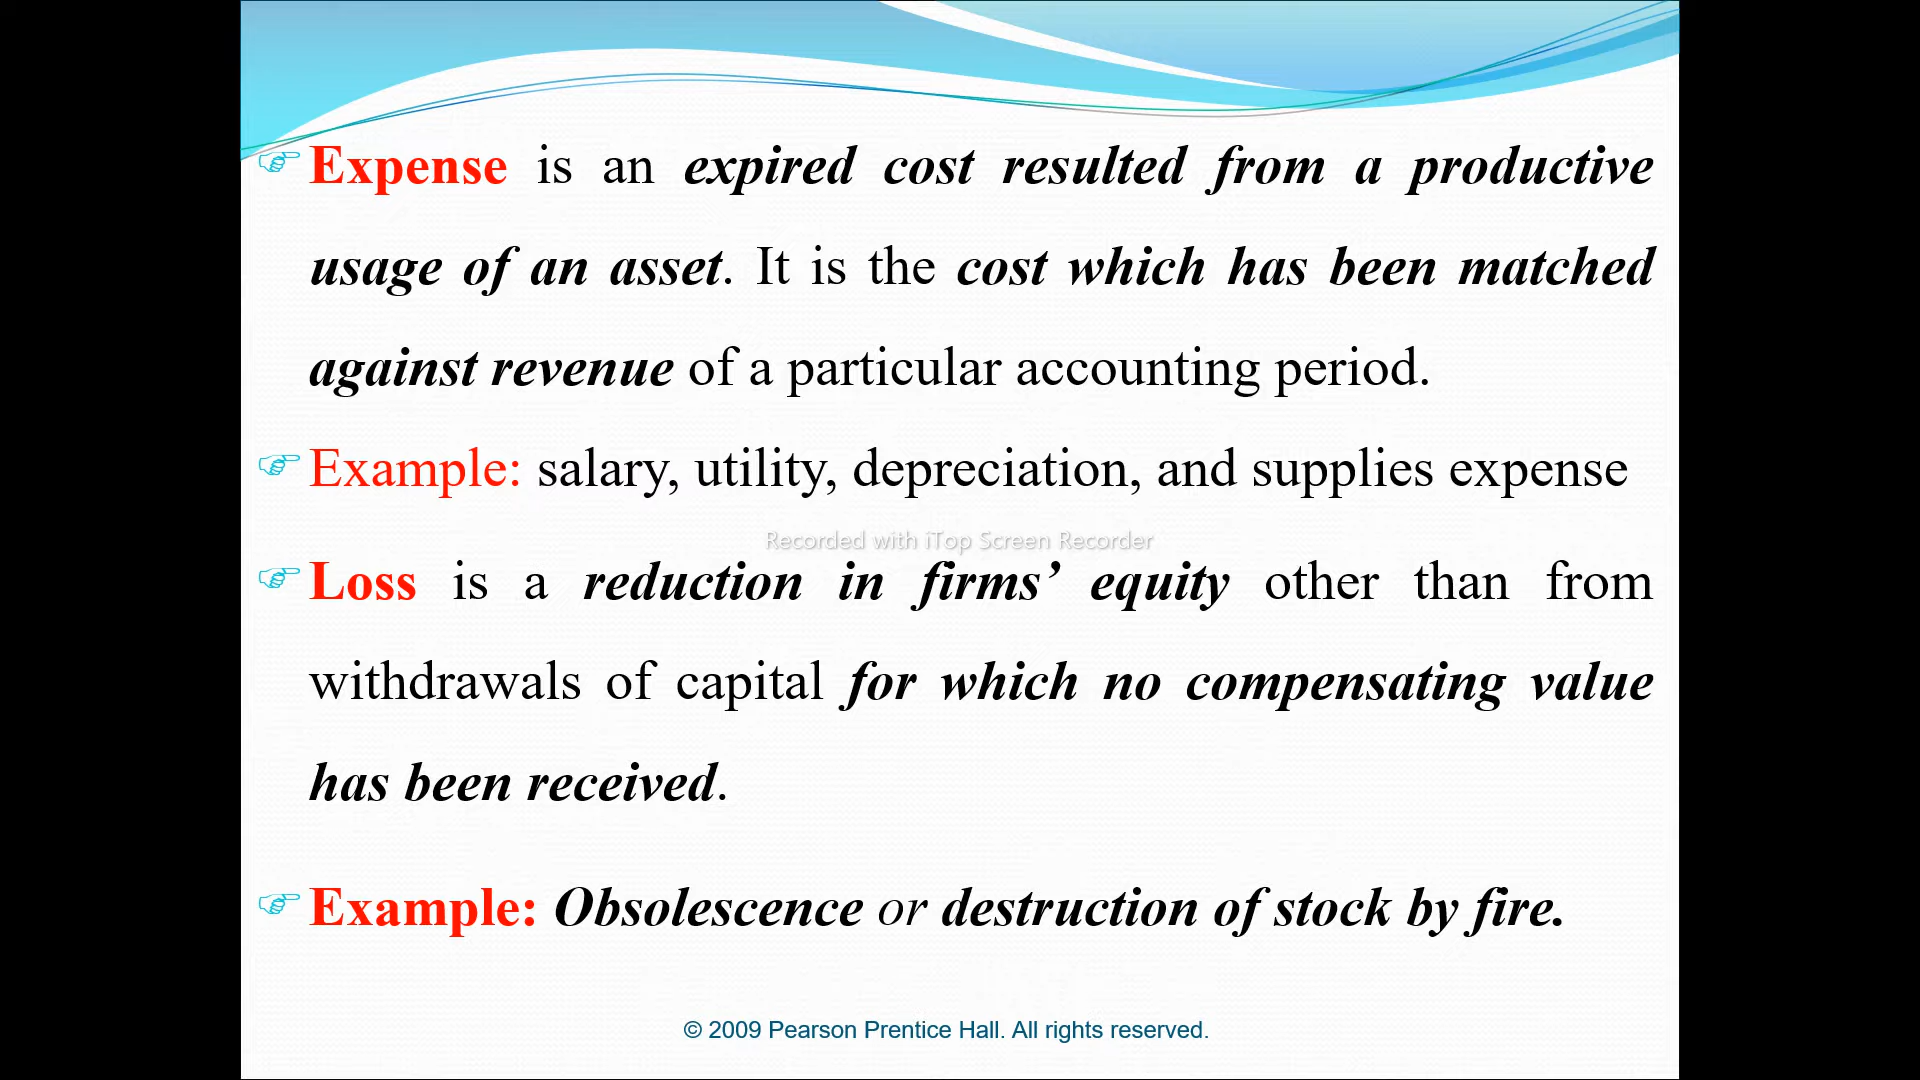 Expense is an expired cost resulted from a productive
usage of an asset. It is the cost which has been matched
against revenue of a particular accounting period.
Example: salary, utility, depreciation, and supplies expense
Recorded with iTop Screen Recorder
Loss is a reduction in firms’ equity other than from
withdrawals of capital for which no compensating value
has been received.
Example: Obsolescence or destruction of stock by fire.
© 2009 Pearson Prentice Hall. All rights reserved.